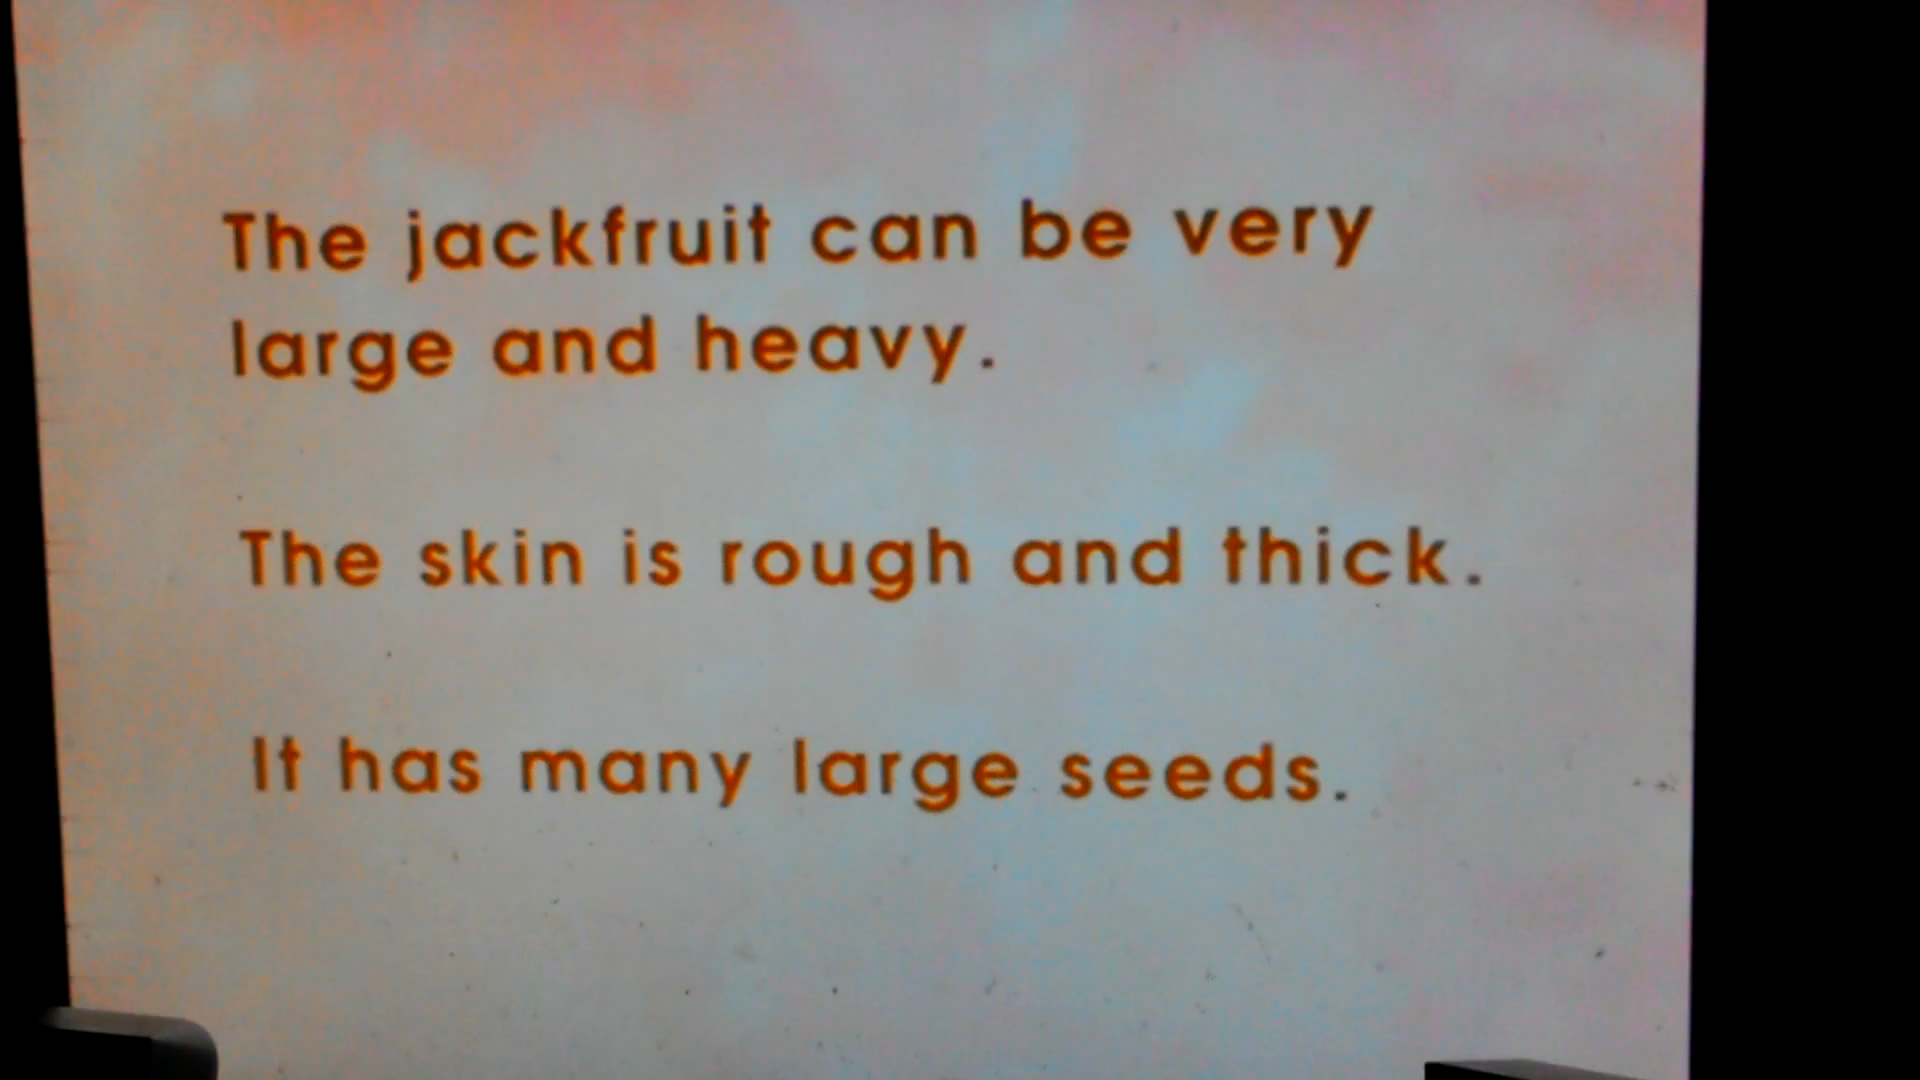 The jackfruit can be very
large and heavy.
The skin is rough and thick.
It has many large seeds.